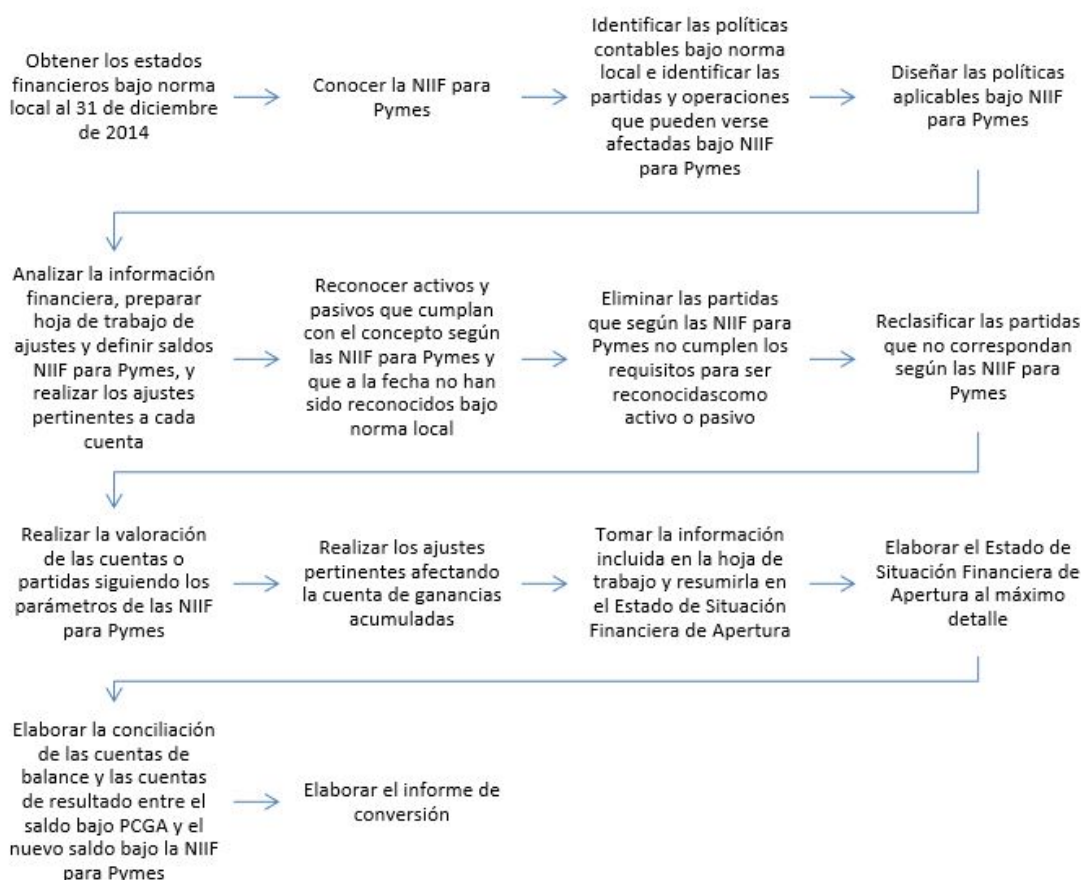 Obtener los estados
financieros bajo norma
local al 31 de diciembre
de 2014
Conocer la NIIF para
Pymes
Identificar las políticas
contables bajo norma
local e identificar las
partidas y operaciones
que pueden verse
afectadas bajo NIIF
para Pymes
Diseñar las políticas
aplicables bajo NIIF
para Pymes
Analizar la información
financiera, preparar
hoja de trabajo de
ajustes y definir saldos
NIIF para Pymes, y
realizar los ajustes
pertinentes a cada
cuenta
Reconocer activos y
pasivos que cumplan
con el concepto según
las NIIF para Pymes y
que a la fecha no han
sido reconocidos bajo
norma local
Eliminar las partidas
que según las NIIF para
Pymes no cumplen los
requisitos para ser
reconocidascomo
activo o pasivo
Reclasificar las partidas
que no correspondan
según las NIIF para
Pymes
Realizar la valoración
de las cuentas o
partidas siguiendo los
parámetros de las NIIF
para Pymes
Realizar los ajustes
pertinentes afectando
la cuenta de ganancias
acumuladas
Tomar la información
incluida en la hoja de
trabajo y resumirla en
el Estado de Situación
Financiera de Apertura
Elaborar el Estado de
Situación Financiera de
Apertura al máximo
detalle
Elaborar la conciliación
de las cuentas de
balance y las cuentas
de resultado entre el
saldo bajo PCGA y el
nuevo saldo bajo la NIIF
para Pymes
Elaborar el informe de
conversión